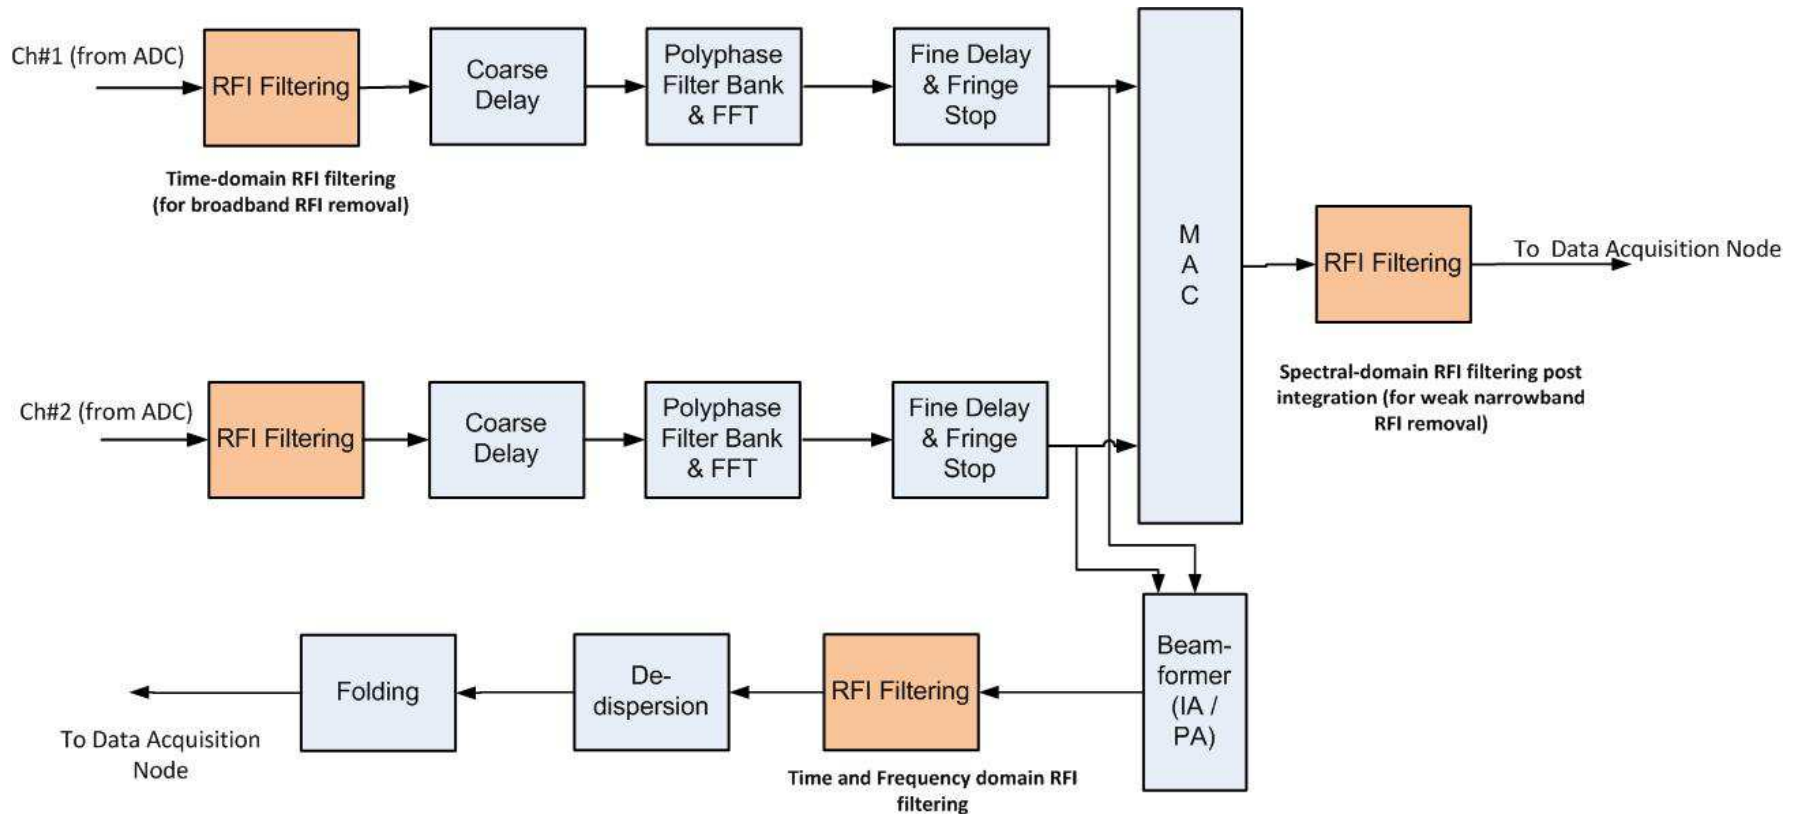 Ch#1 (from ADC)
RFI Filtering
Coarse
Delay
Polyphase
Filter Bank
& FFT
Fine Delay
& Fringe
Stop
Time-domain RFI filtering
(for broadband RFI removal)
M
A
C
RFI Filtering
To Data Acquisition Node
Spectral-domain RFI filtering post
integration (for weak narrowband
RFI removal)
Ch#2 (from ADC)
RFI Filtering
Coarse
Delay
Polyphase
Filter Bank
& FFT
Fine Delay
& Fringe
Stop
Beam-
former
(IA /
PA)
RFI Filtering
Time and Frequency domain RFI
filtering
De-
dispersion
Folding
To Data Acquisition
Node